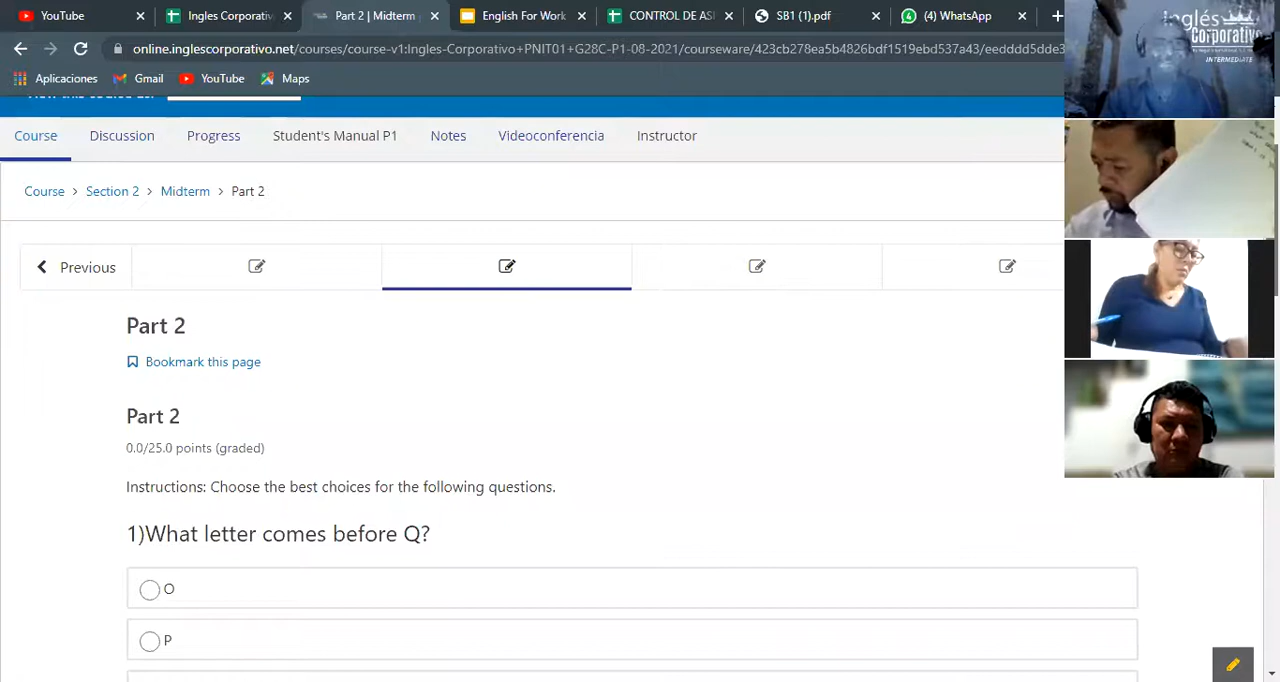 YouTube
Ingles Corporativ
Part 2 | Midterm
English For Work
CONTROL DE ASI
SB1 (1).pdf
(4) WhatsApp
online.inglescorporativo.net/courses/course-v1:Ingles-Corporativo+PNIT01+G28C-P1-08-2021/courseware/423cb278ea5b4826bdf1519ebd537a43/eedddd5dde3
Aplicaciones
Gmail
YouTube
Maps
Course
Discussion
Progress
Student's Manual P1
Notes
Videoconferencia
Instructor
Course > Section 2 > Midterm > Part 2
Previous
Part 2
Bookmark this page
Part 2
0.0/25.0 points (graded)
Instructions: Choose the best choices for the following questions.
1)What letter comes before Q?
O
P
Inglés
Corporativo
INTERMEDIATE